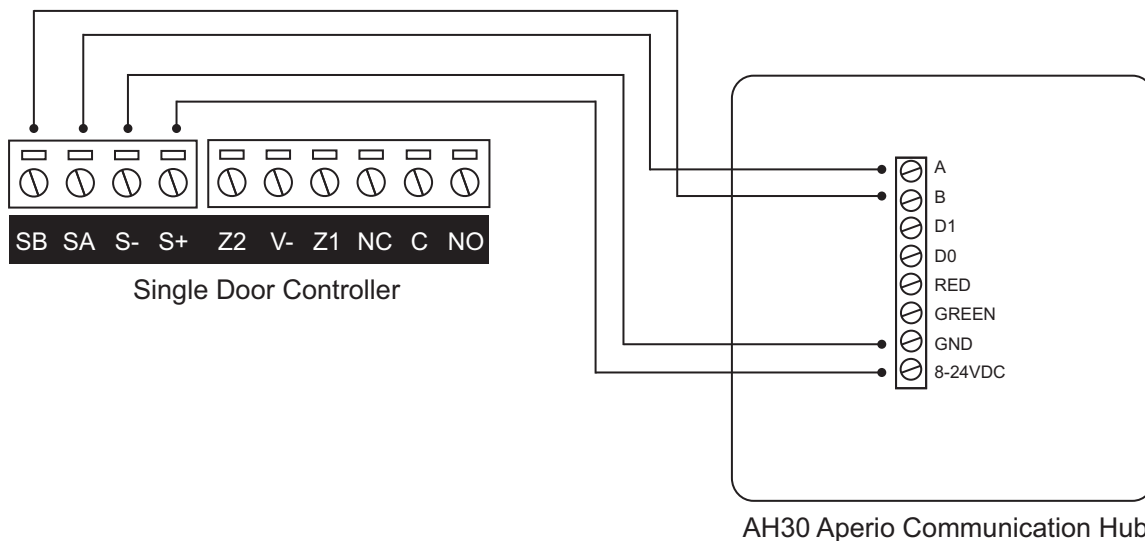 SB SA S- S+ Z2 V- Z1 NC C NO
Single Door Controller
A
B
D1
D0
RED
GREEN
GND
8-24VDC
AH30 Aperio Communication Hub